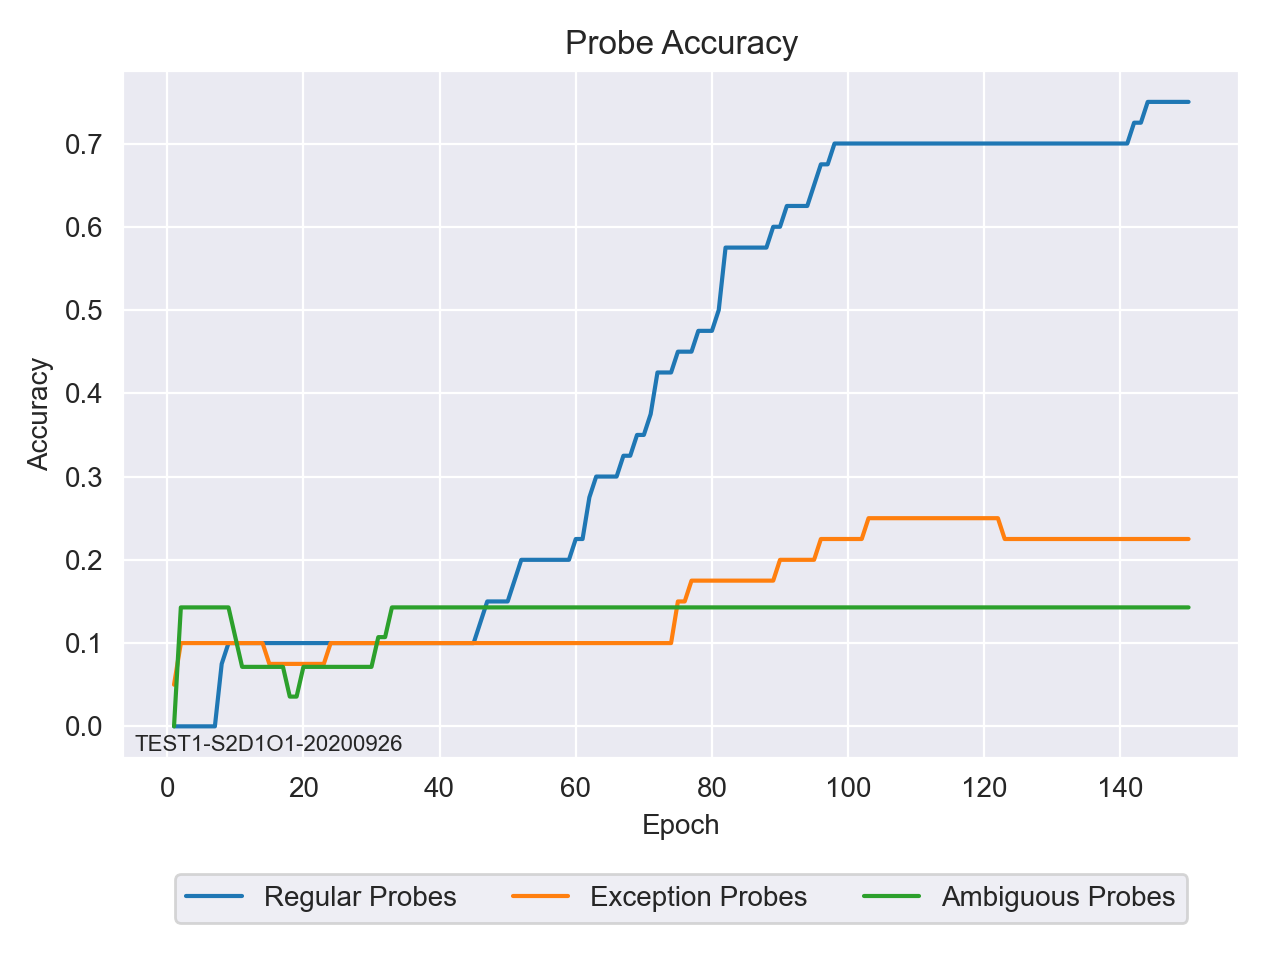 Probe Accuracy
Accuracy
0.7
0.6
0.5
0.4
0.3
0.2
0.1
0.0
TEST1-S2D1O1-20200926
0 20 40 60 80 100 120 140
Epoch
Regular Probes Exception Probes Ambiguous Probes